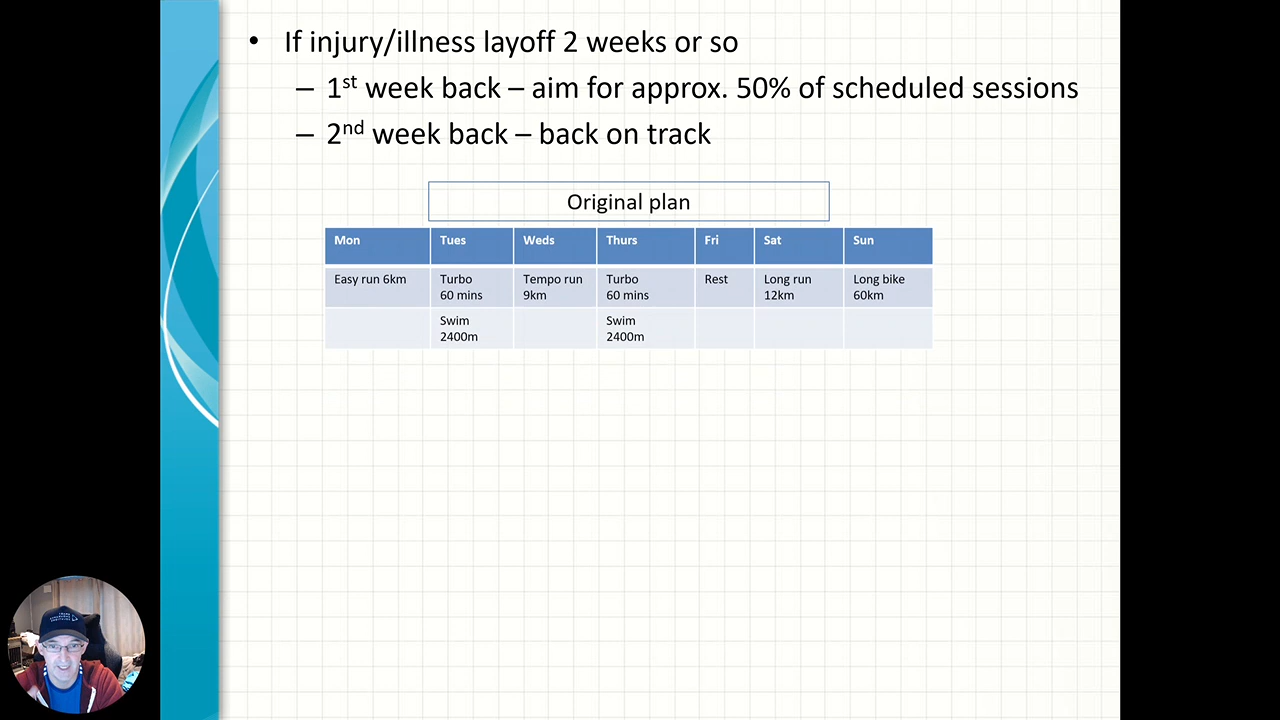 • If injury/illness layoff 2 weeks or so
– 1st week back – aim for approx. 50% of scheduled sessions
– 2nd week back – back on track
Original plan
Mon Tues Weds Thurs Fri Sat Sun
Easy run 6km Turbo 60 mins Tempo run 9km Turbo 60 mins Rest Long run 12km Long bike 60km
Swim 2400m Swim 2400m